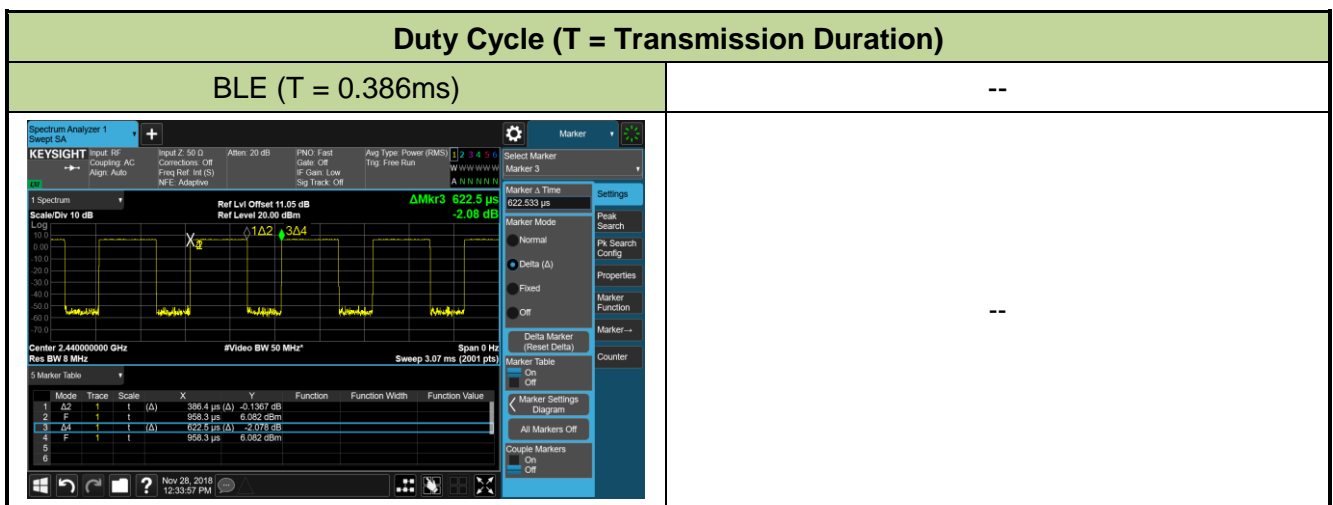 Duty Cycle (T = Transmission Duration)
BLE (T = 0.386ms)
--
Spectrum Analyzer 1
Swept SA
+
Marker
KEYSIGHT
Input: RF
Coupling: AC
Align: Auto
Input Z: 50 Ω
Corrections: Off
Freq Ref: Int (S)
NFE: Adaptive
Atten: 20 dB
PNO: Fast
Gate: Off
IF Gain: Low
Sig Track: Off
Avg Type: Power (RMS)
Trig: Free Run
1 2 3 4 5 6
W W W W W W
A N N N N N
Select Marker
Marker 3
LXI
1 Spectrum
Scale/Div 10 dB
Ref Lvl Offset 11.05 dB
Ref Level 20.00 dBm
ΔMkr3 622.5 µs
-2.08 dB
Marker Δ Time
622.533 µs
Settings
Log
10.0
0.00
-10.0
-20.0
-30.0
-40.0
-50.0
-60.0
-70.0
1Δ2
3Δ4
Marker Mode
Normal
Delta (Δ)
Fixed
Off
Peak
Search
Pk Search
Config
Properties
Marker
Function
Marker→
Counter
Center 2.440000000 GHz
Res BW 8 MHz
#Video BW 50 MHz*
Span 0 Hz
Sweep 3.07 ms (2001 pts)
Delta Marker
(Reset Delta)
Marker Table
On
Off
Marker Settings
Diagram
All Markers Off
Couple Markers
On
Off
5 Marker Table
Mode Trace Scale X Y Function Function Width Function Value
1 Δ2 1 t (Δ) 386.4 µs (Δ) -0.1367 dB
2 F 1 t 958.3 µs 6.082 dBm
3 Δ4 1 t (Δ) 622.5 µs (Δ) -2.078 dB
4 F 1 t 958.3 µs 6.082 dBm
5
6
?
Nov 28, 2018
12:33:57 PM
--